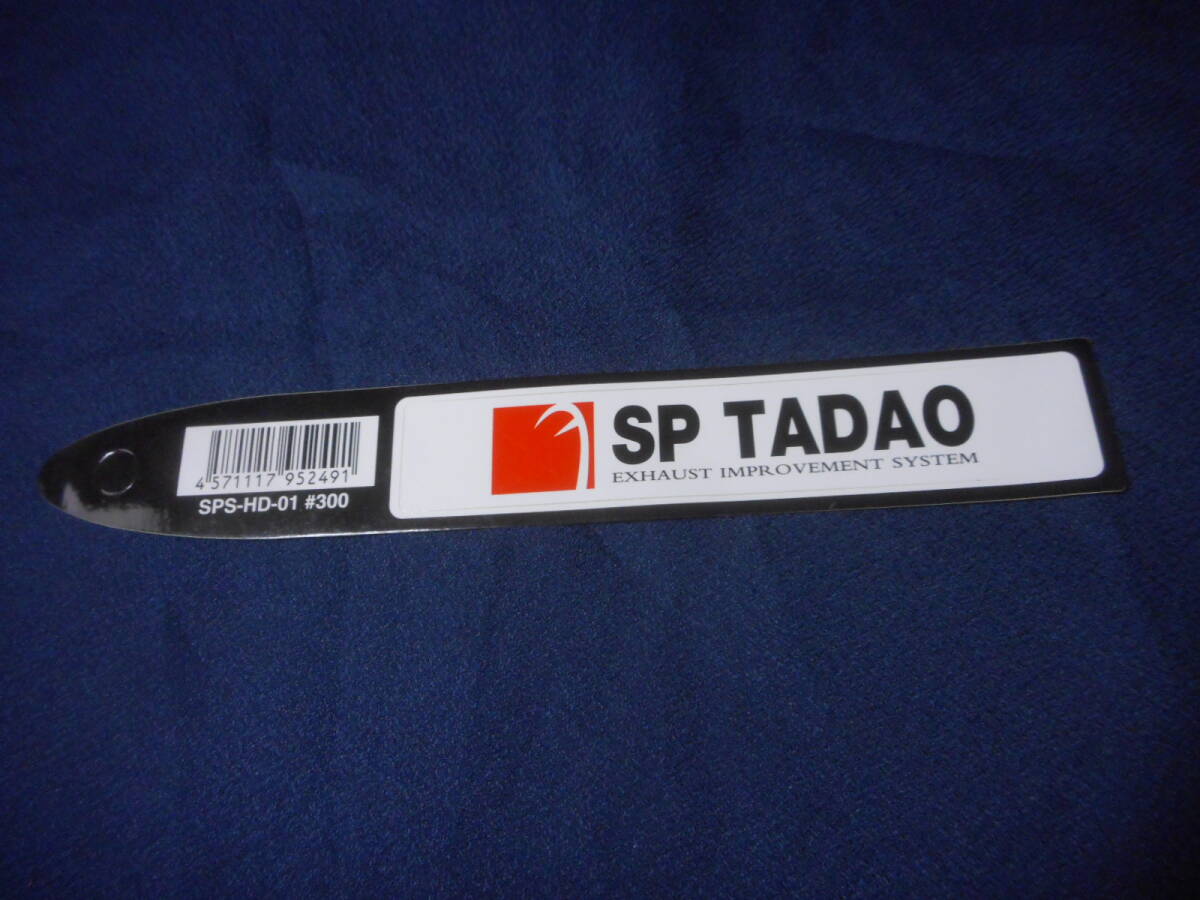 4 571117 952491
SPS-HD-01 #300
SP TADAO
EXHAUST IMPROVEMENT SYSTEM